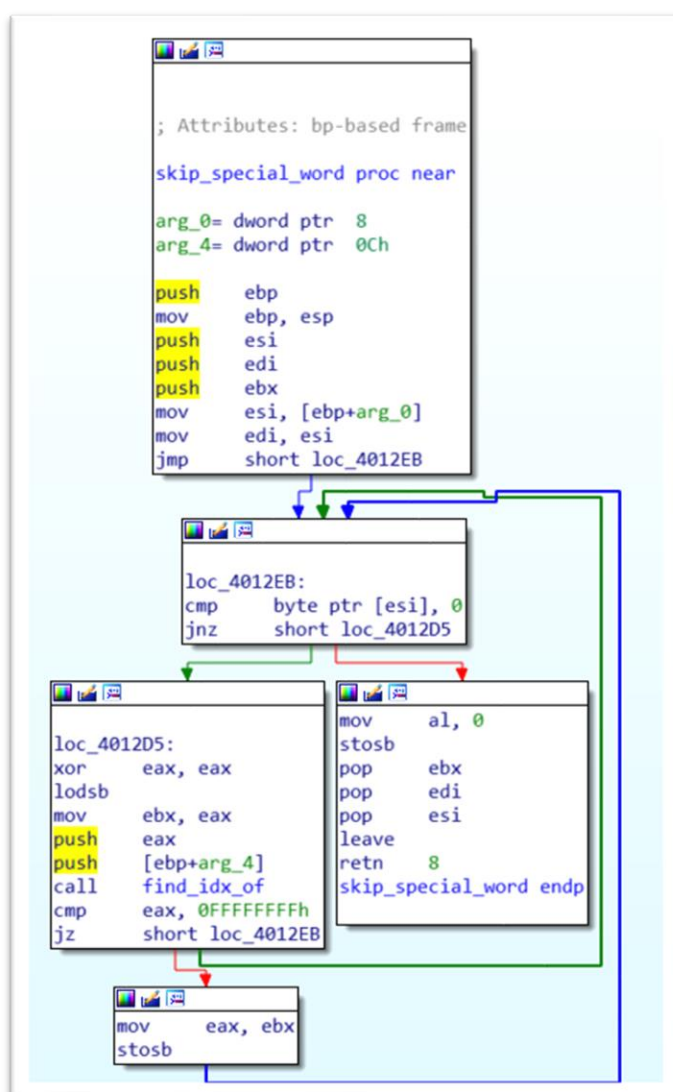 ; Attributes: bp-based frame
skip_special_word proc near
arg_0= dword ptr  8
arg_4= dword ptr  0Ch
push    ebp
mov     ebp, esp
push    esi
push    edi
push    ebx
mov     esi, [ebp+arg_0]
mov     edi, esi
jmp     short loc_4012EB
loc_4012EB:
cmp     byte ptr [esi], 0
jnz     short loc_4012D5
loc_4012D5:
xor     eax, eax
lodsb
mov     ebx, eax
push    eax
push    [ebp+arg_4]
call    find_idx_of
cmp     eax, 0FFFFFFFFh
jz      short loc_4012EB
mov     al, 0
stosb
pop     ebx
pop     edi
pop     esi
leave
retn    8
skip_special_word endp
mov     eax, ebx
stosb